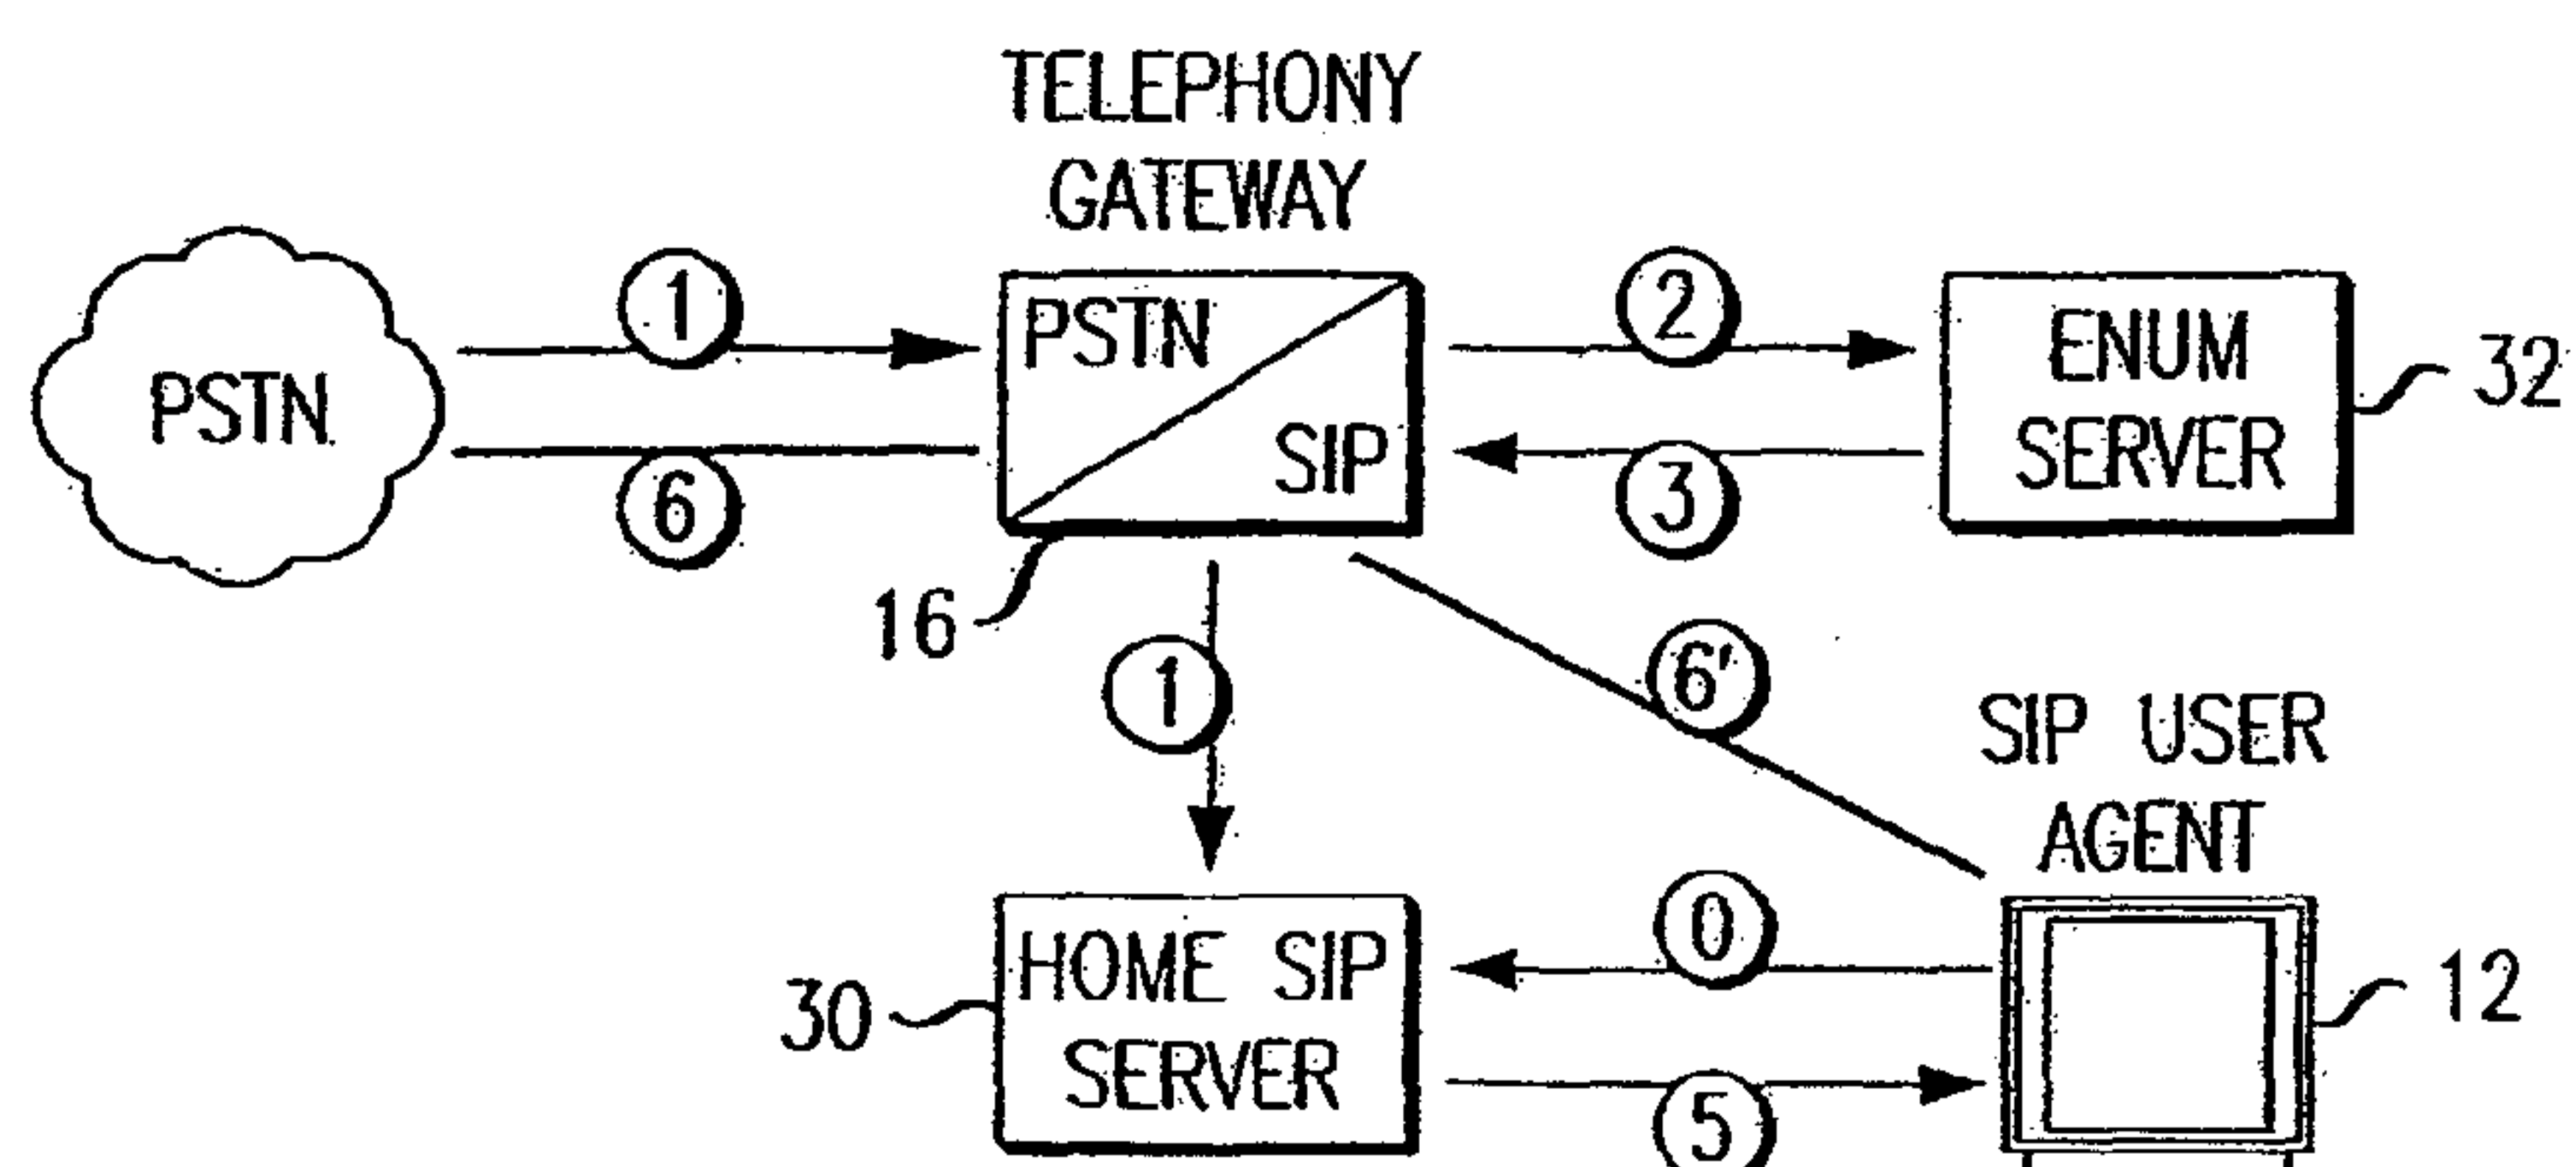 TELEPHONY
GATEWAY
PSTN
1
6
PSTN
SIP
16
2
3
ENUM
SERVER
32
1
6'
SIP USER
AGENT
HOME SIP
SERVER
30
0
5
12